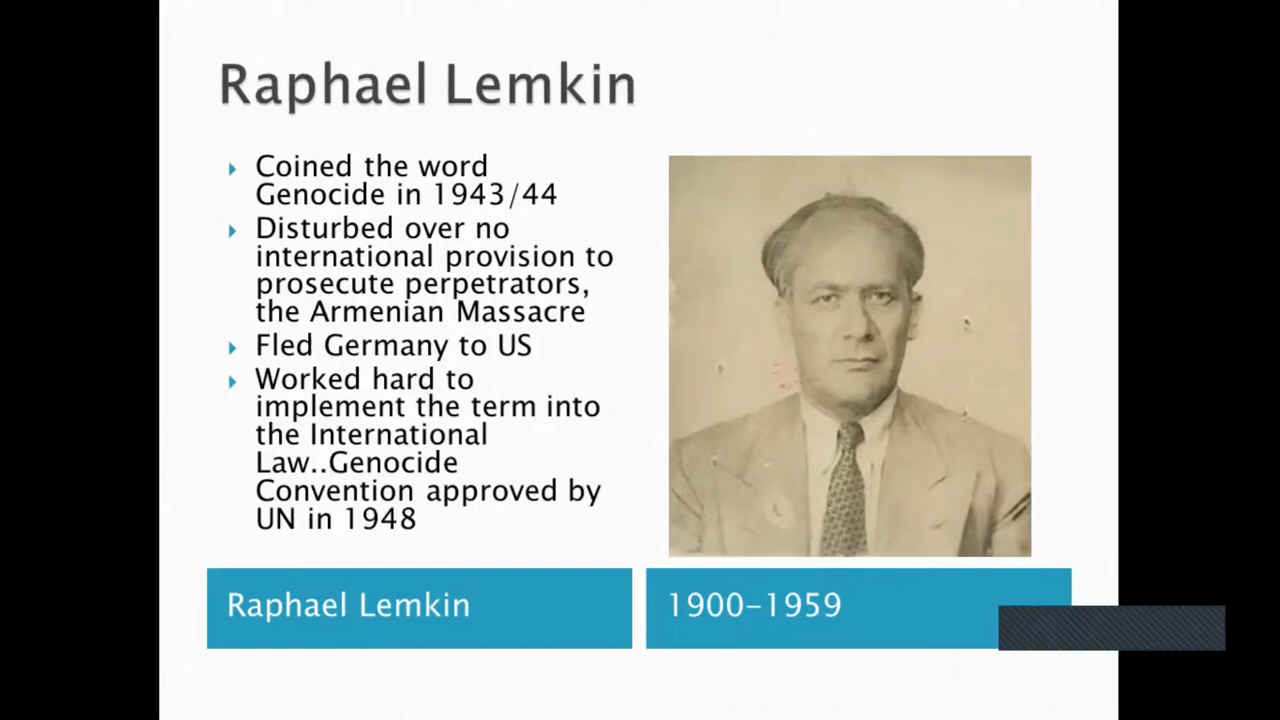 Raphael Lemkin
Coined the word
Genocide in 1943/44
Disturbed over no
international provision to
prosecute perpetrators,
the Armenian Massacre
Fled Germany to US
Worked hard to
implement the term into
the International
Law..Genocide
Convention approved by
UN in 1948
Raphael Lemkin
1900-1959